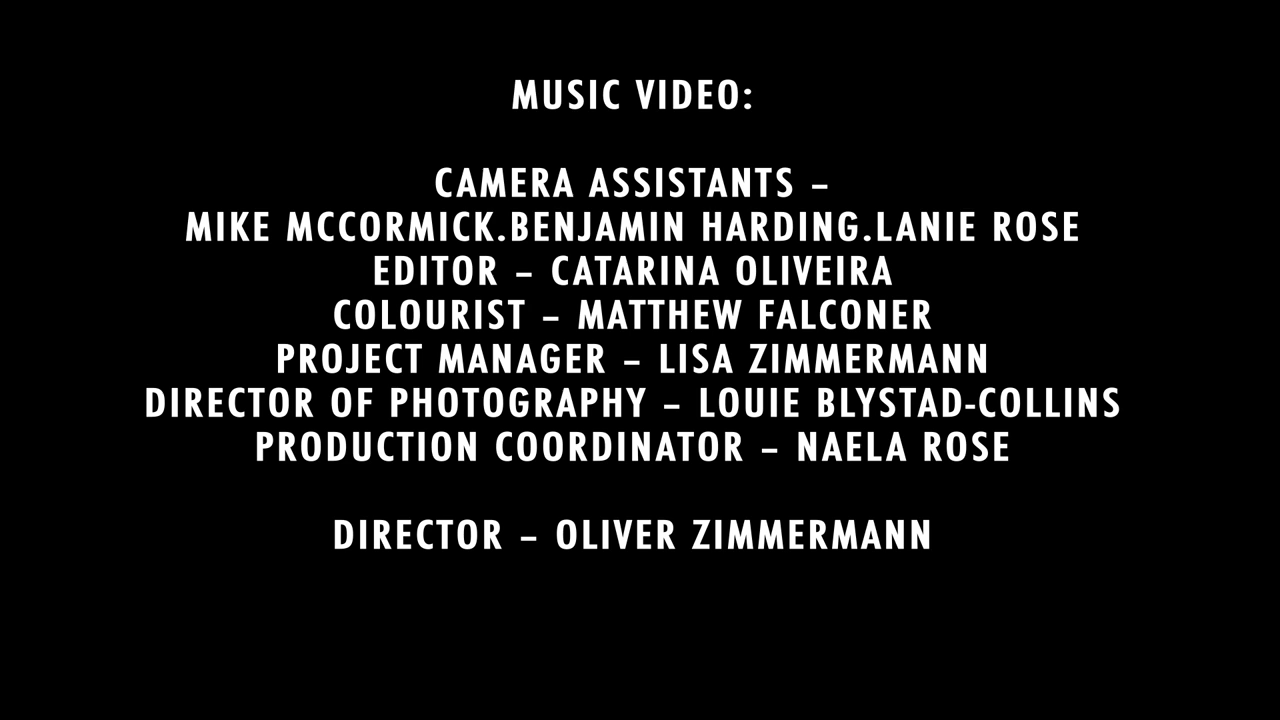 MUSIC VIDEO:
CAMERA ASSISTANTS –
MIKE MCCORMICK.BENJAMIN HARDING.LANIE ROSE
EDITOR – CATARINA OLIVEIRA
COLOURIST – MATTHEW FALCONER
PROJECT MANAGER – LISA ZIMMERMANN
DIRECTOR OF PHOTOGRAPHY – LOUIE BLYSTAD-COLLINS
PRODUCTION COORDINATOR – NAELA ROSE
DIRECTOR – OLIVER ZIMMERMANN